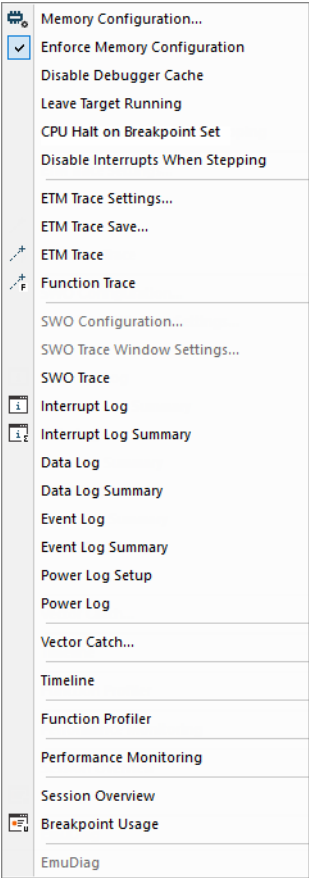 Memory Configuration...
Enforce Memory Configuration
Disable Debugger Cache
Leave Target Running
CPU Halt on Breakpoint Set
Disable Interrupts When Stepping
ETM Trace Settings...
ETM Trace Save...
ETM Trace
Function Trace
SWO Configuration...
SWO Trace Window Settings...
SWO Trace
Interrupt Log
Interrupt Log Summary
Data Log
Data Log Summary
Event Log
Event Log Summary
Power Log Setup
Power Log
Vector Catch...
Timeline
Function Profiler
Performance Monitoring
Session Overview
Breakpoint Usage
EmuDiag